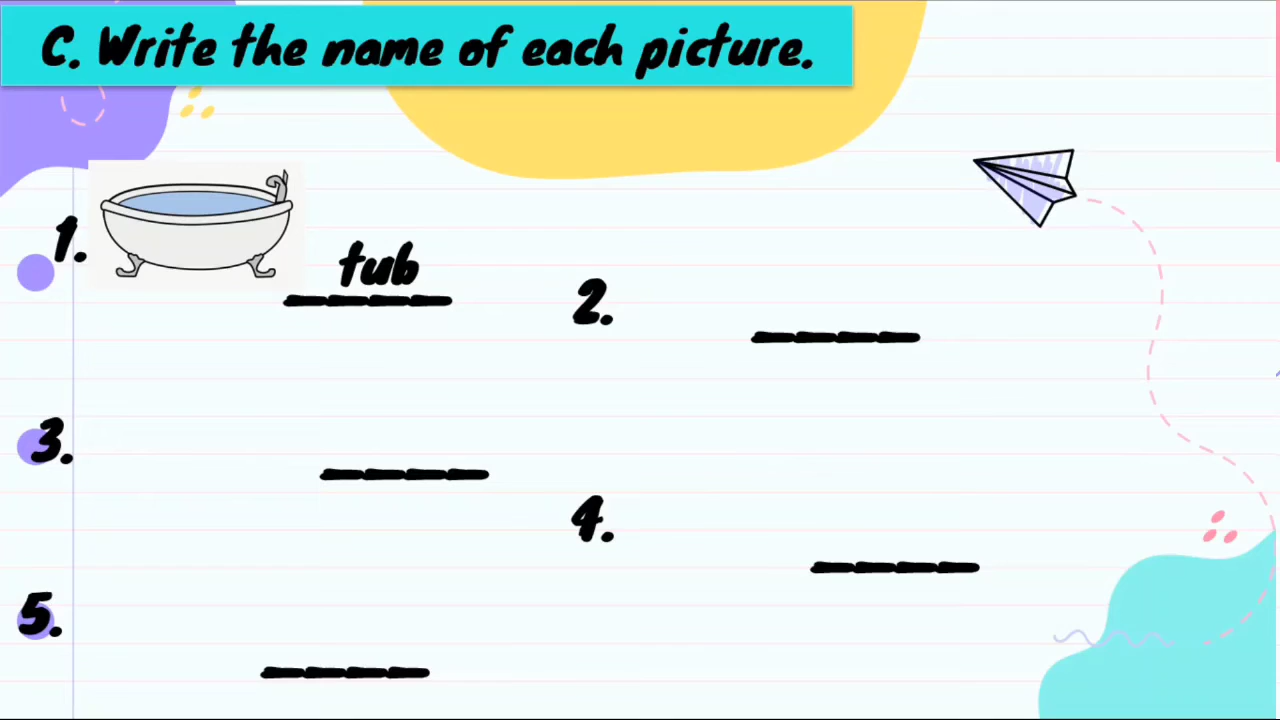 C. Write the name of each picture.
1. tub
2.
3.
4.
5.